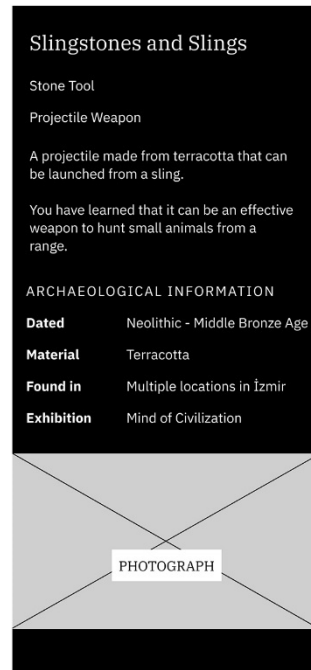 Slingstones and Slings
Stone Tool
Projectile Weapon
A projectile made from terracotta that can
be launched from a sling.
You have learned that it can be an effective
weapon to hunt small animals from a
range.
ARCHAEOLOGICAL INFORMATION
Dated Neolithic - Middle Bronze Age
Material Terracotta
Found in Multiple locations in İzmir
Exhibition Mind of Civilization
PHOTOGRAPH